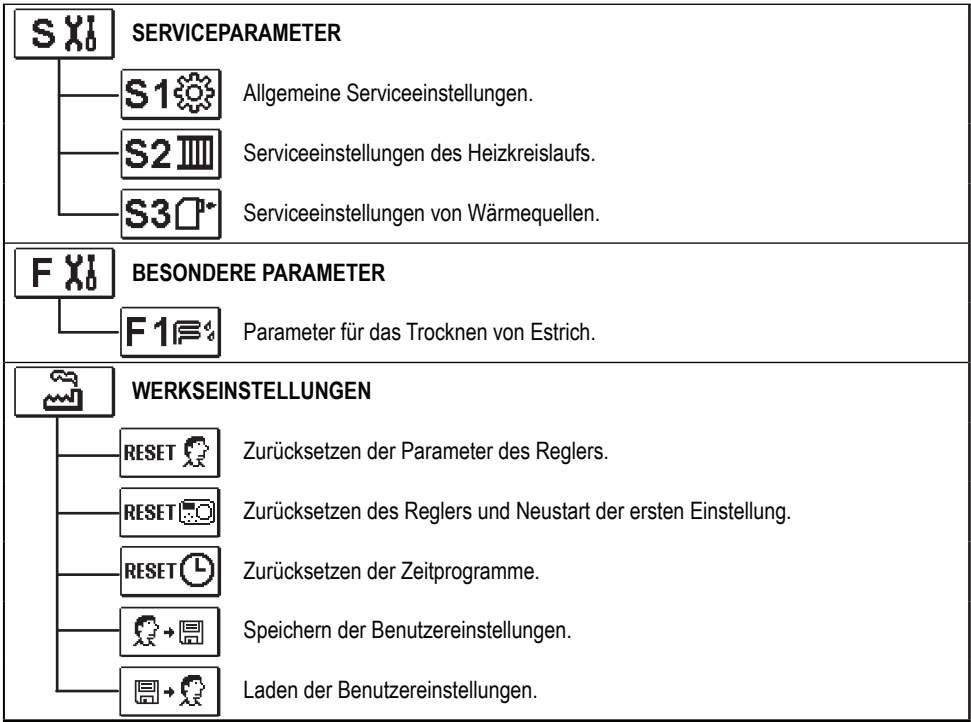 S SERVICEPARAMETER
S1 Allgemeine Serviceeinstellungen.
S2 Serviceeinstellungen des Heizkreislaufs.
S3 Serviceeinstellungen von Wärmequellen.
F BESONDERE PARAMETER
F1 Parameter für das Trocknen von Estrich.
WERKSEINSTELLUNGEN
RESET Zurücksetzen der Parameter des Reglers.
RESET Zurücksetzen des Reglers und Neustart der ersten Einstellung.
RESET Zurücksetzen der Zeitprogramme.
Speichern der Benutzereinstellungen.
Laden der Benutzereinstellungen.